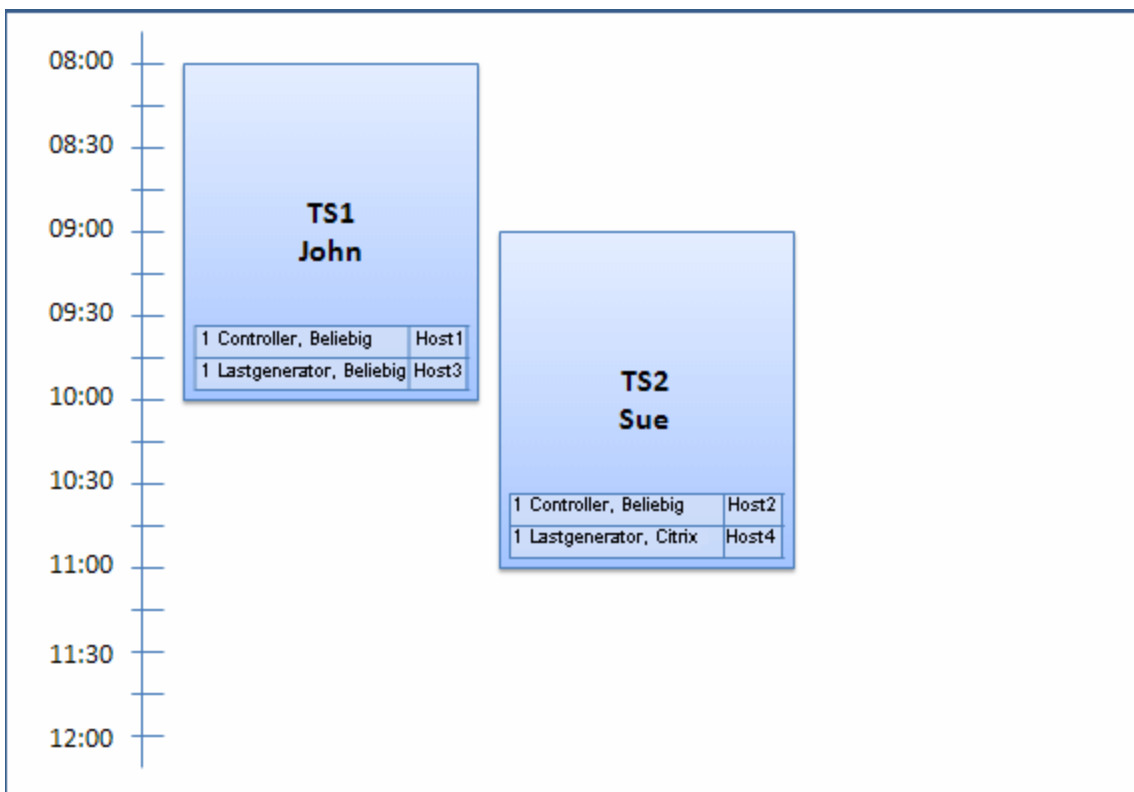 08:00
08:30
09:00
09:30
10:00
10:30
11:00
11:30
12:00
TS1
John
1 Controller, Beliebig Host1
1 Lastgenerator, Beliebig Host3
TS2
Sue
1 Controller, Beliebig Host2
1 Lastgenerator, Citrix Host4